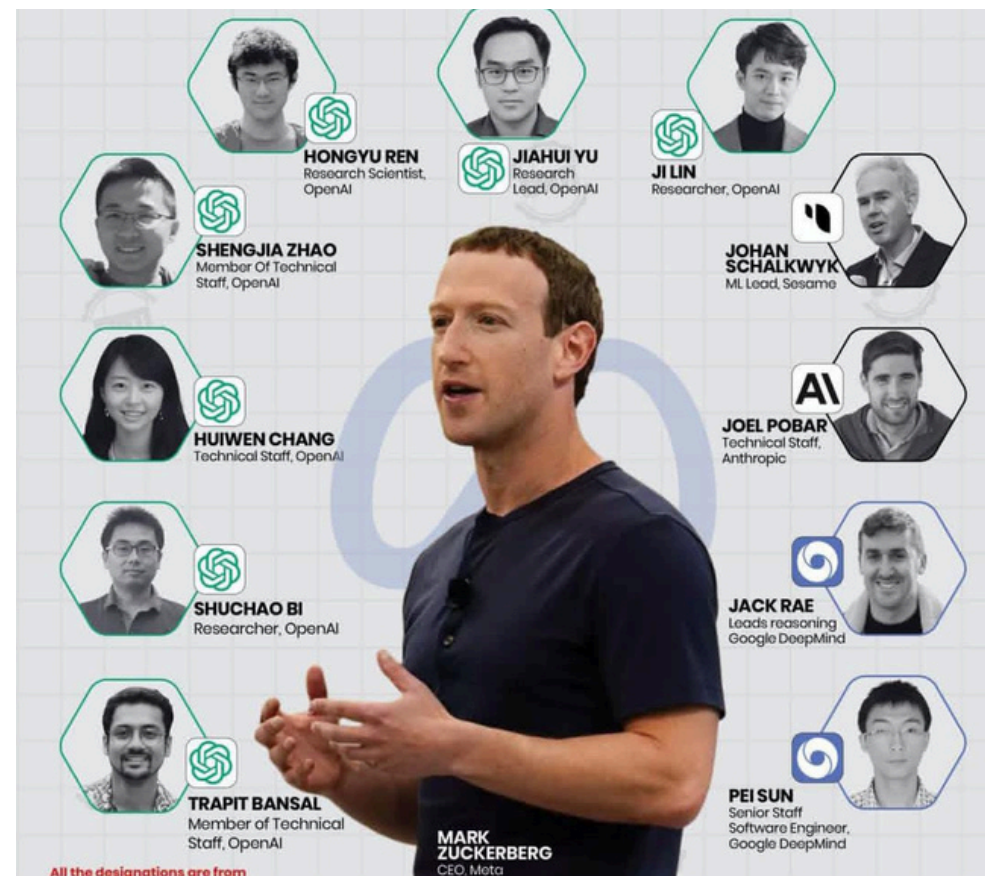 HONGYU REN
Research Scientist,
OpenAI
JIAHUI YU
Research
Lead, OpenAI
JI LIN
Researcher, OpenAI
SHENGJIA ZHAO
Member Of Technical
Staff, OpenAI
JOHAN
SCHALKWYK
ML Lead, Sesame
HUIWEN CHANG
Technical Staff, OpenAI
AI
JOEL POBAR
Technical Staff,
Anthropic
SHUCHAO BI
Researcher, OpenAI
JACK RAE
Leads reasoning
Google DeepMind
TRAPIT BANSAL
Member of Technical
Staff, OpenAI
PEI SUN
Senior Staff
Software Engineer,
Google DeepMind
MARK
ZUCKERBERG
CEO, Meta
All the designations are from